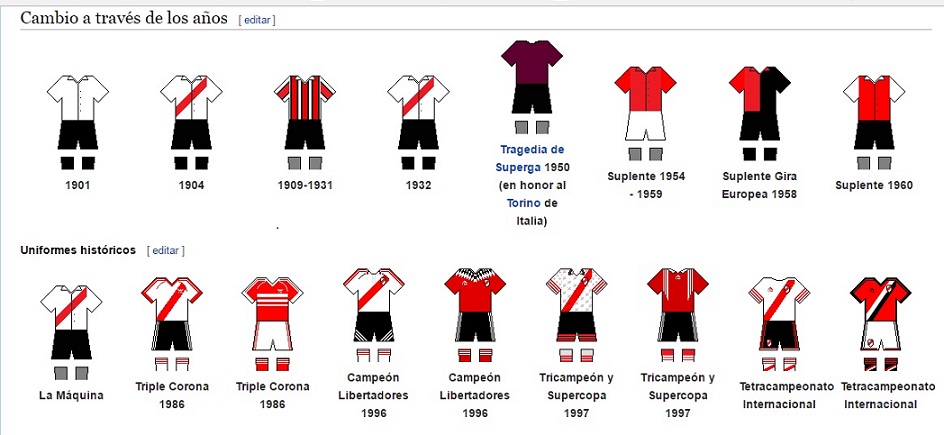 Cambio a través de los años [ editar ]
1901
1904
1909-1931
1932
Tragedia de
Superga 1950
(en honor al
Torino de
Italia)
Suplente 1954
- 1959
Suplente Gira
Europea 1958
Suplente 1960
Uniformes históricos [ editar ]
La Máquina
Triple Corona
1986
Triple Corona
1986
Campeón
Libertadores
1996
Campeón
Libertadores
1996
Tricampeón y
Supercopa
1997
Tricampeón y
Supercopa
1997
Tetracampeonato
Internacional
Tetracampeonato
Internacional